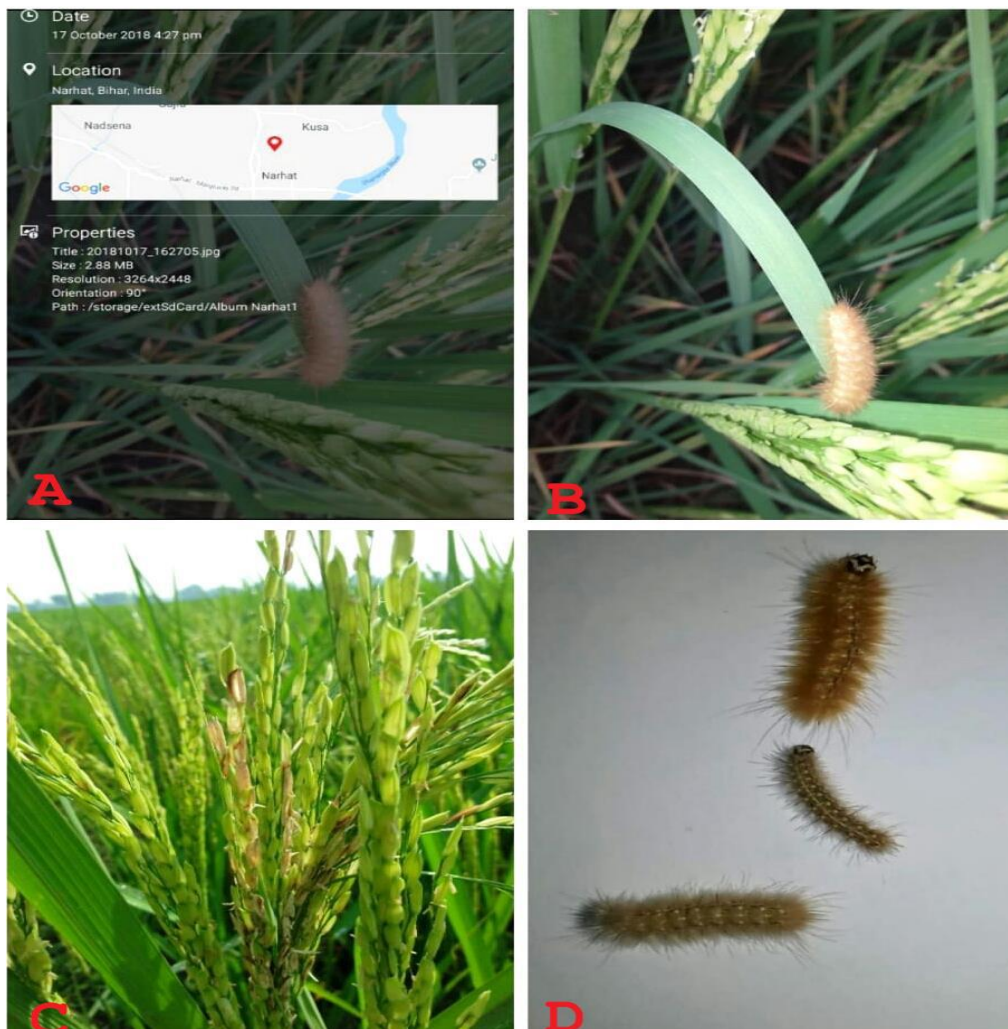 Date
17 October 2018 4:27 pm
Location
Narhat, Bihar, India
Nadsena
Kusa
Narhat
Google
Properties
Title : 20181017_162705.jpg
Size : 2.88 MB
Resolution : 3264x2448
Orientation : 90°
Path : /storage/extSdCard/Album Narhat1
A
B
C
D